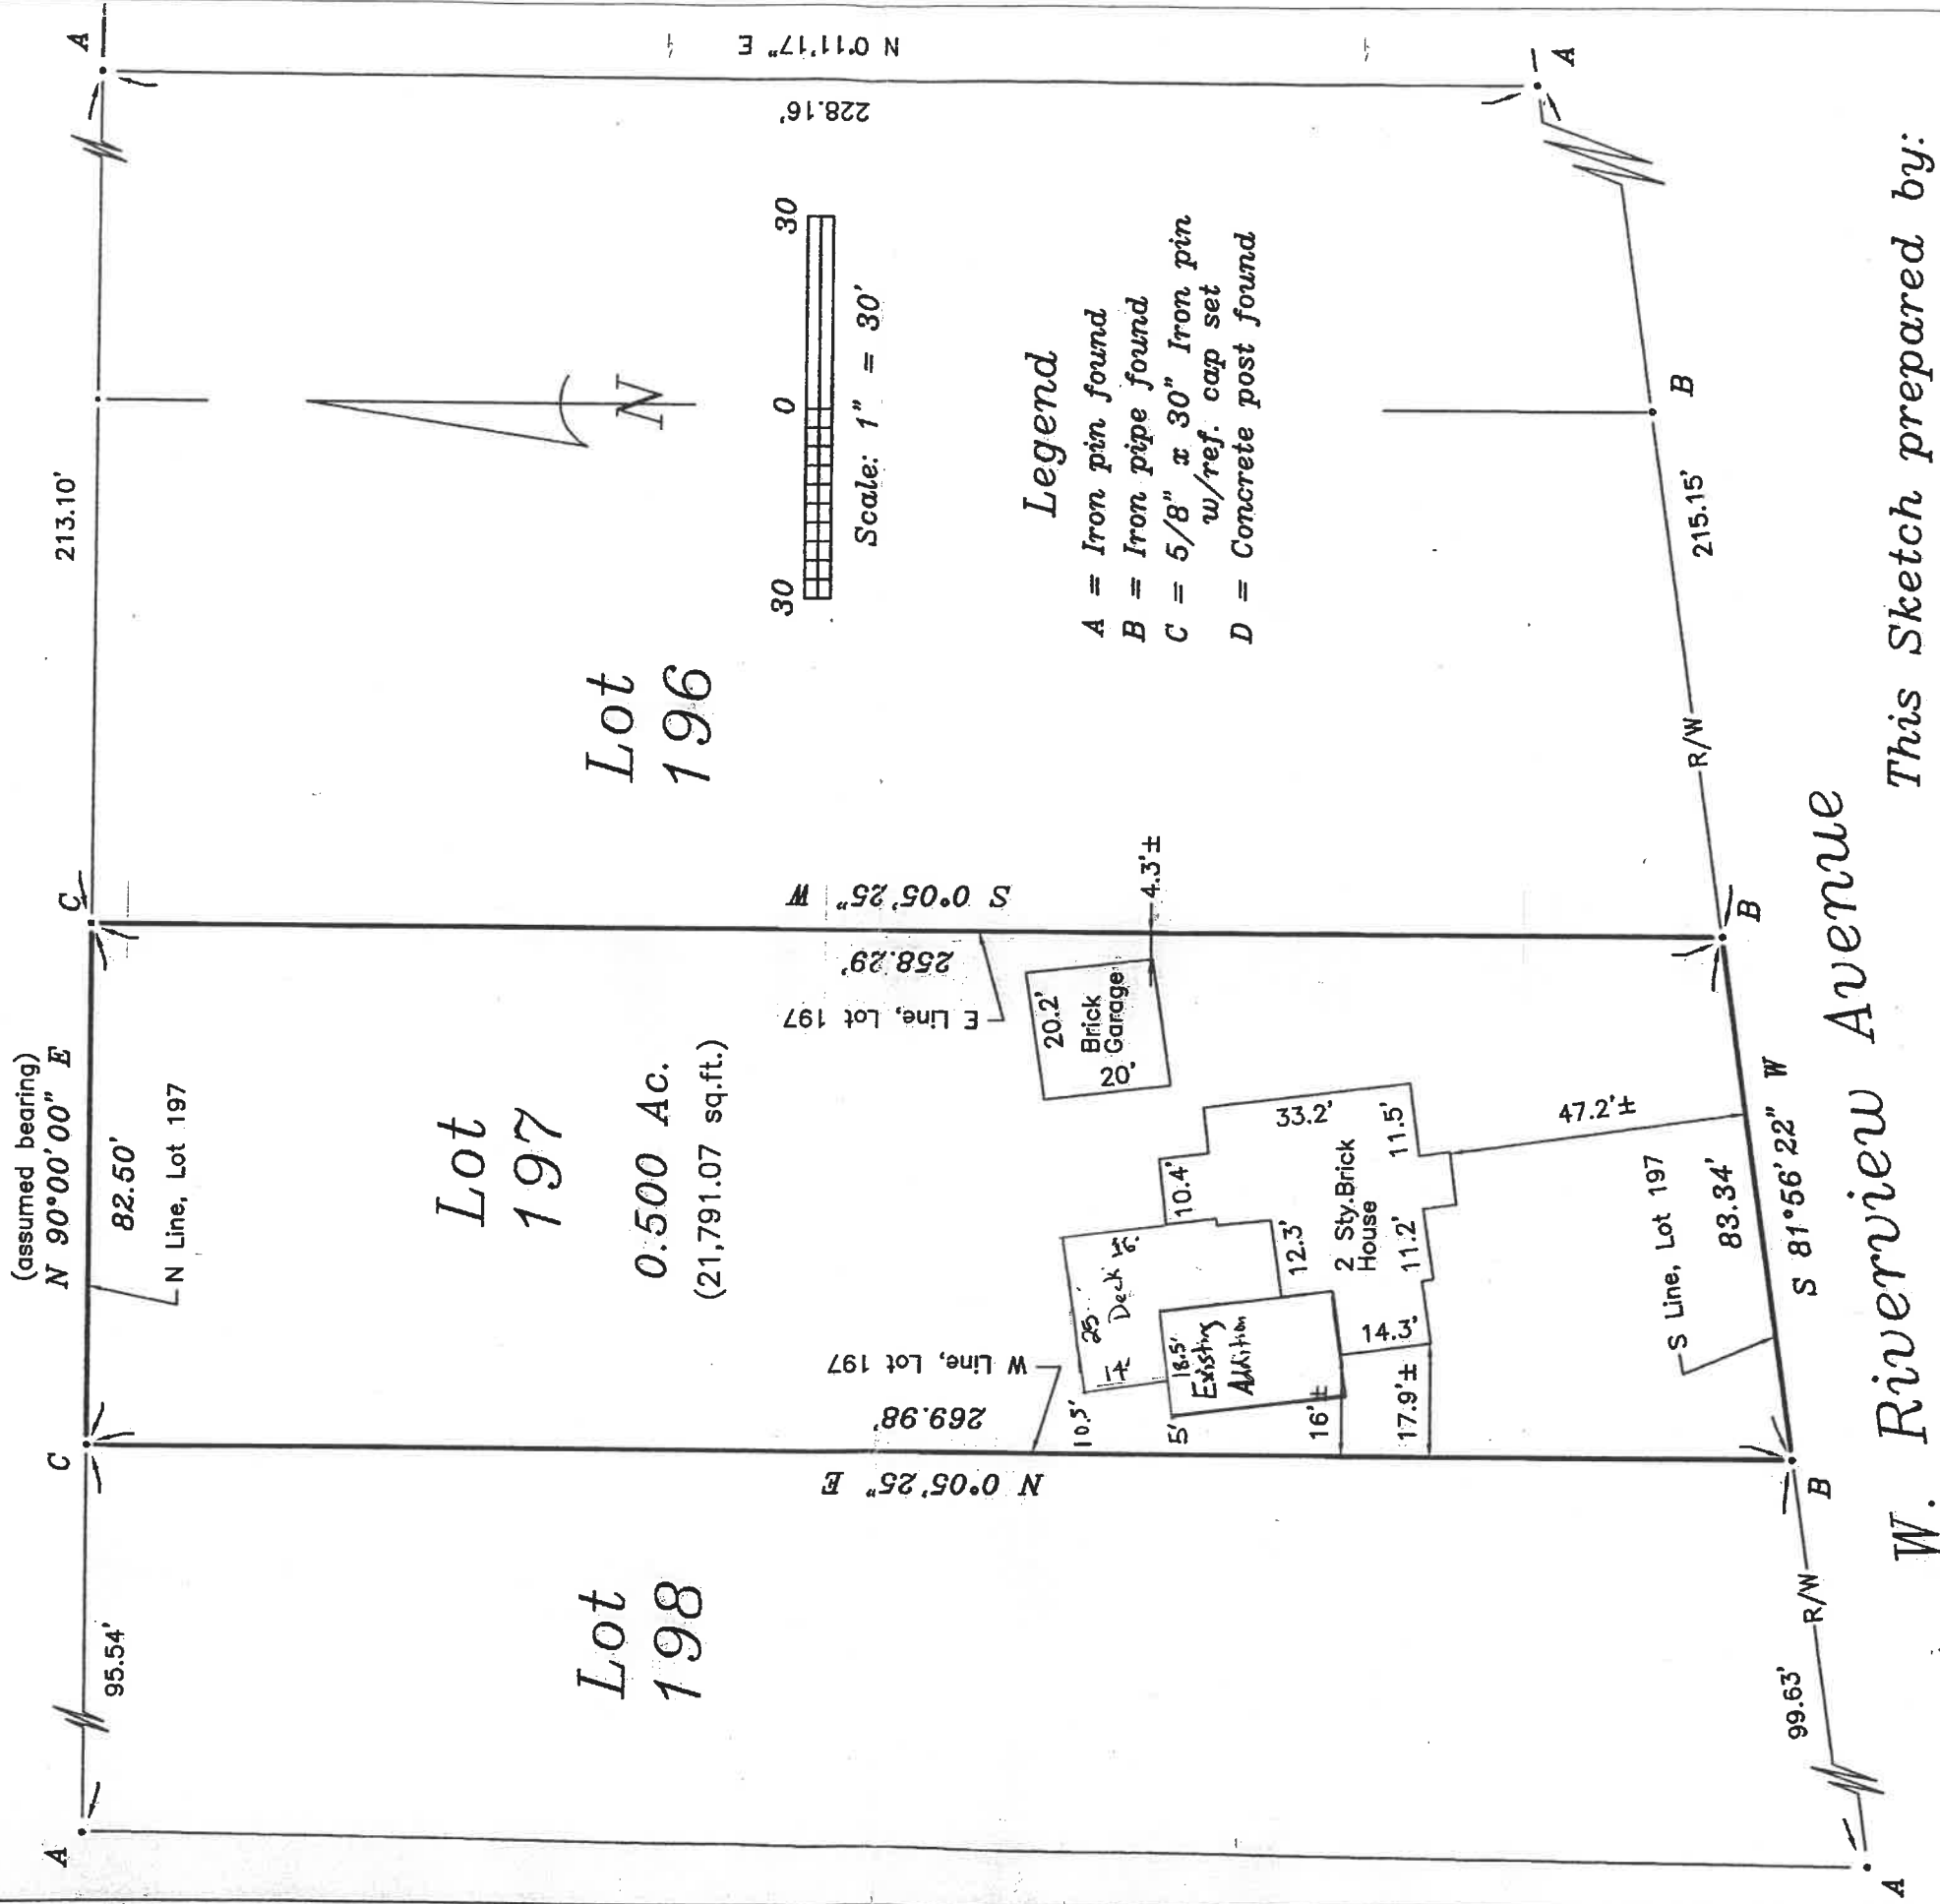 (assumed bearing)
N 90°00'00" E
82.50'
N Line, Lot 197
95.54'
213.10'
A
C
C
A
N 0°11'17" E
228.16'
Lot
198
Lot
197
0.500 Ac.
(21,791.07 sq.ft.)
Lot
196
N
30 0 30
Scale: 1" = 30'
Legend
A = Iron pin found
B = Iron pipe found
C = 5/8" x 30" Iron pin
w/ref. cap set
D = Concrete post found
S 0°05'25" W
258.29'
E Line, Lot 197
W Line, Lot 197
269.98'
N 0°05'25" E
4.3'±
20.2'
Brick
Garage
20'
10.5'
14'
25'
Deck
16'
10.4'
5'
18.5'
Existing
Addition
12.3'
33.2'
2 Sty.Brick
House
11.5'
11.2'
14.3'
16'±
17.9'±
47.2'±
S Line, Lot 197
83.34'
S 81°56'22" W
R/W
99.63'
R/W
215.15'
A
B
B
B
A
W. Riverview Avenue
This Sketch prepared by: